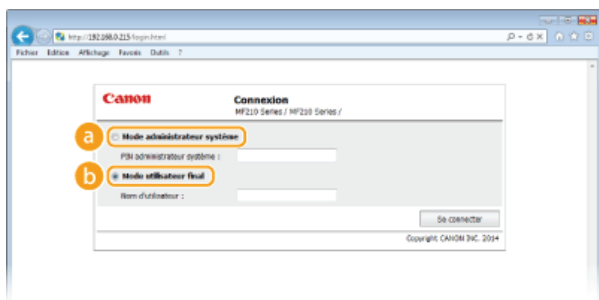 http://192.168.0.215/login.html
Fichier Edition Affichage Favoris Outils ?
Canon
Connexion
MF210 Series / MF210 Series /
a
Mode administrateur système
PIN administrateur système :
b
Mode utilisateur final
Nom d'utilisateur :
Se connecter
Copyright CANON INC. 2014